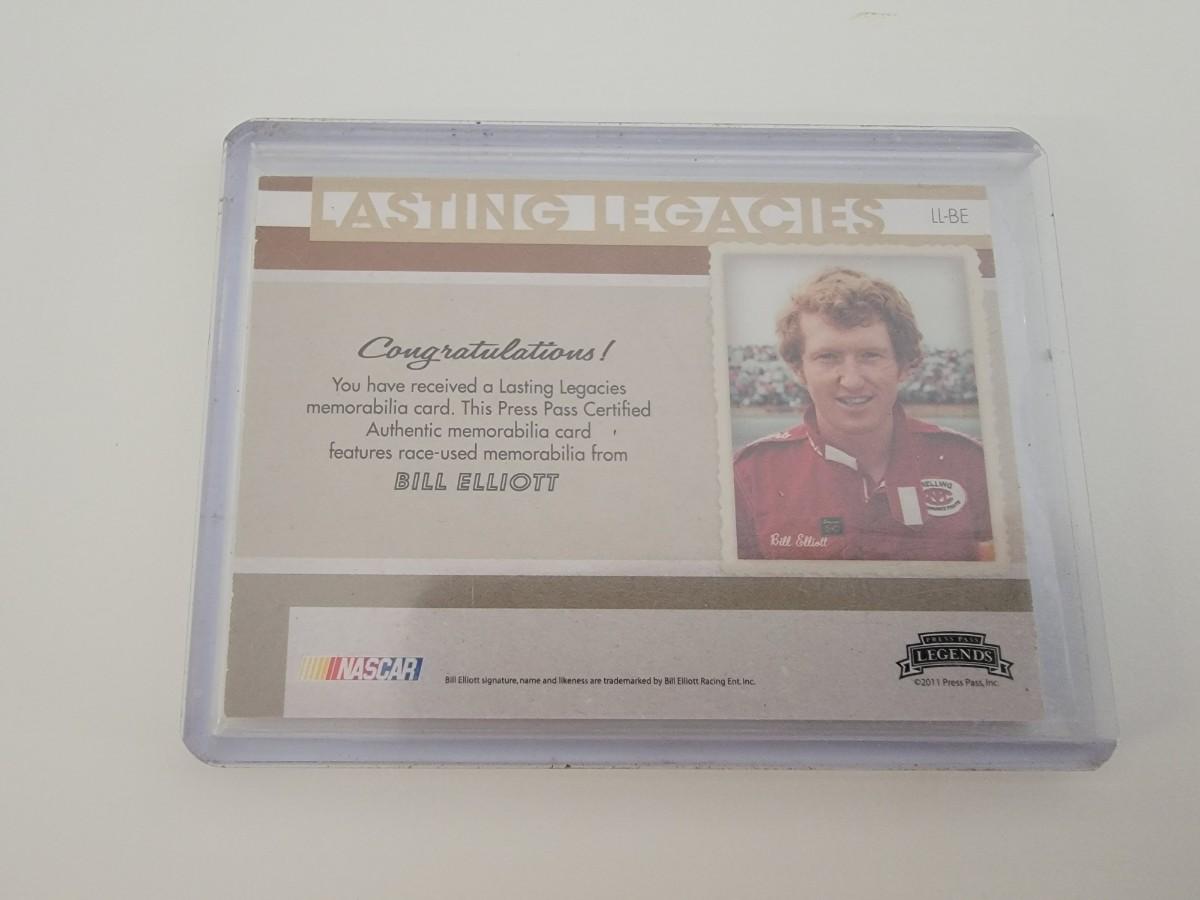 LASTING LEGACIES
LL-BE
Congratulations!
You have received a Lasting Legacies
memorabilia card. This Press Pass Certified
Authentic memorabilia card
features race-used memorabilia from
BILL ELLIOTT
Bill Elliott
NASCAR
Bill Elliott signature, name and likeness are trademarked by Bill Elliott Racing Ent. Inc.
PRESS PASS
LEGENDS
©2011 Press Pass, Inc.